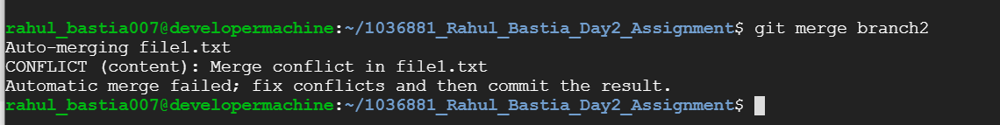 rahul_bastia007@developermachine:~/1036881_Rahul_Bastia_Day2_Assignment$ git merge branch2
Auto-merging file1.txt
CONFLICT (content): Merge conflict in file1.txt
Automatic merge failed; fix conflicts and then commit the result.
rahul_bastia007@developermachine:~/1036881_Rahul_Bastia_Day2_Assignment$